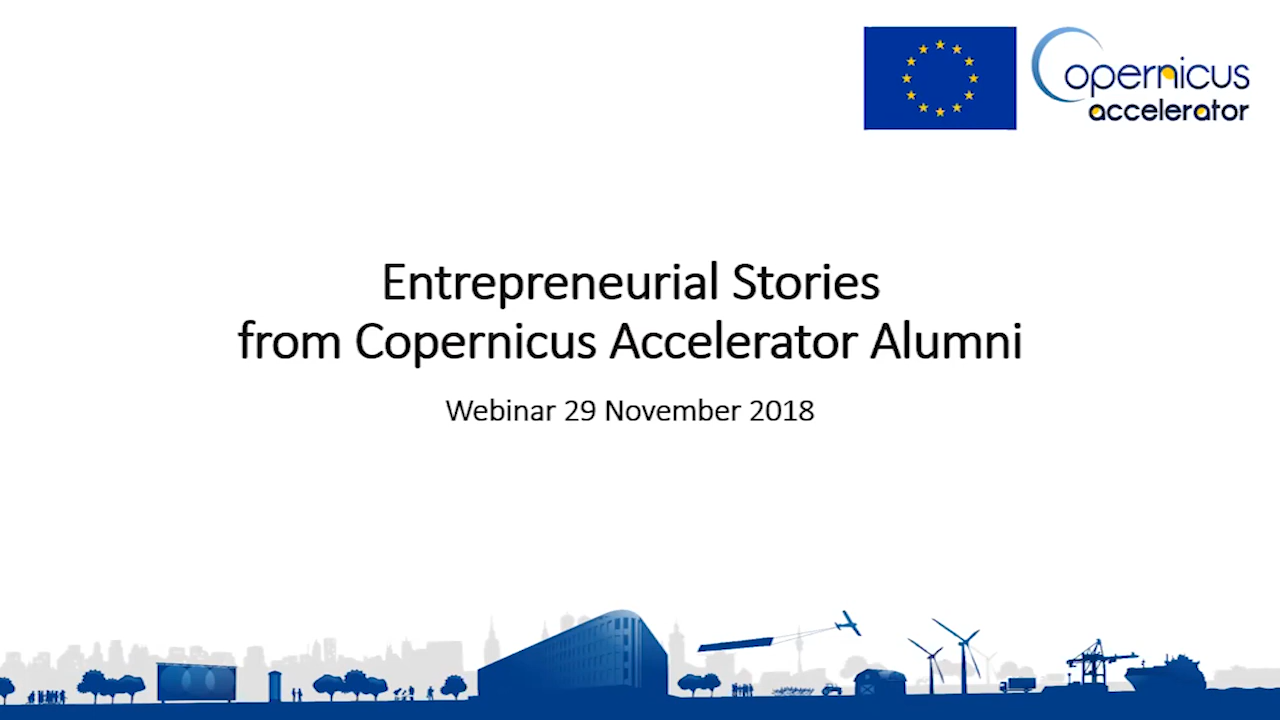 Copernicus
accelerator
Entrepreneurial Stories
from Copernicus Accelerator Alumni
Webinar 29 November 2018